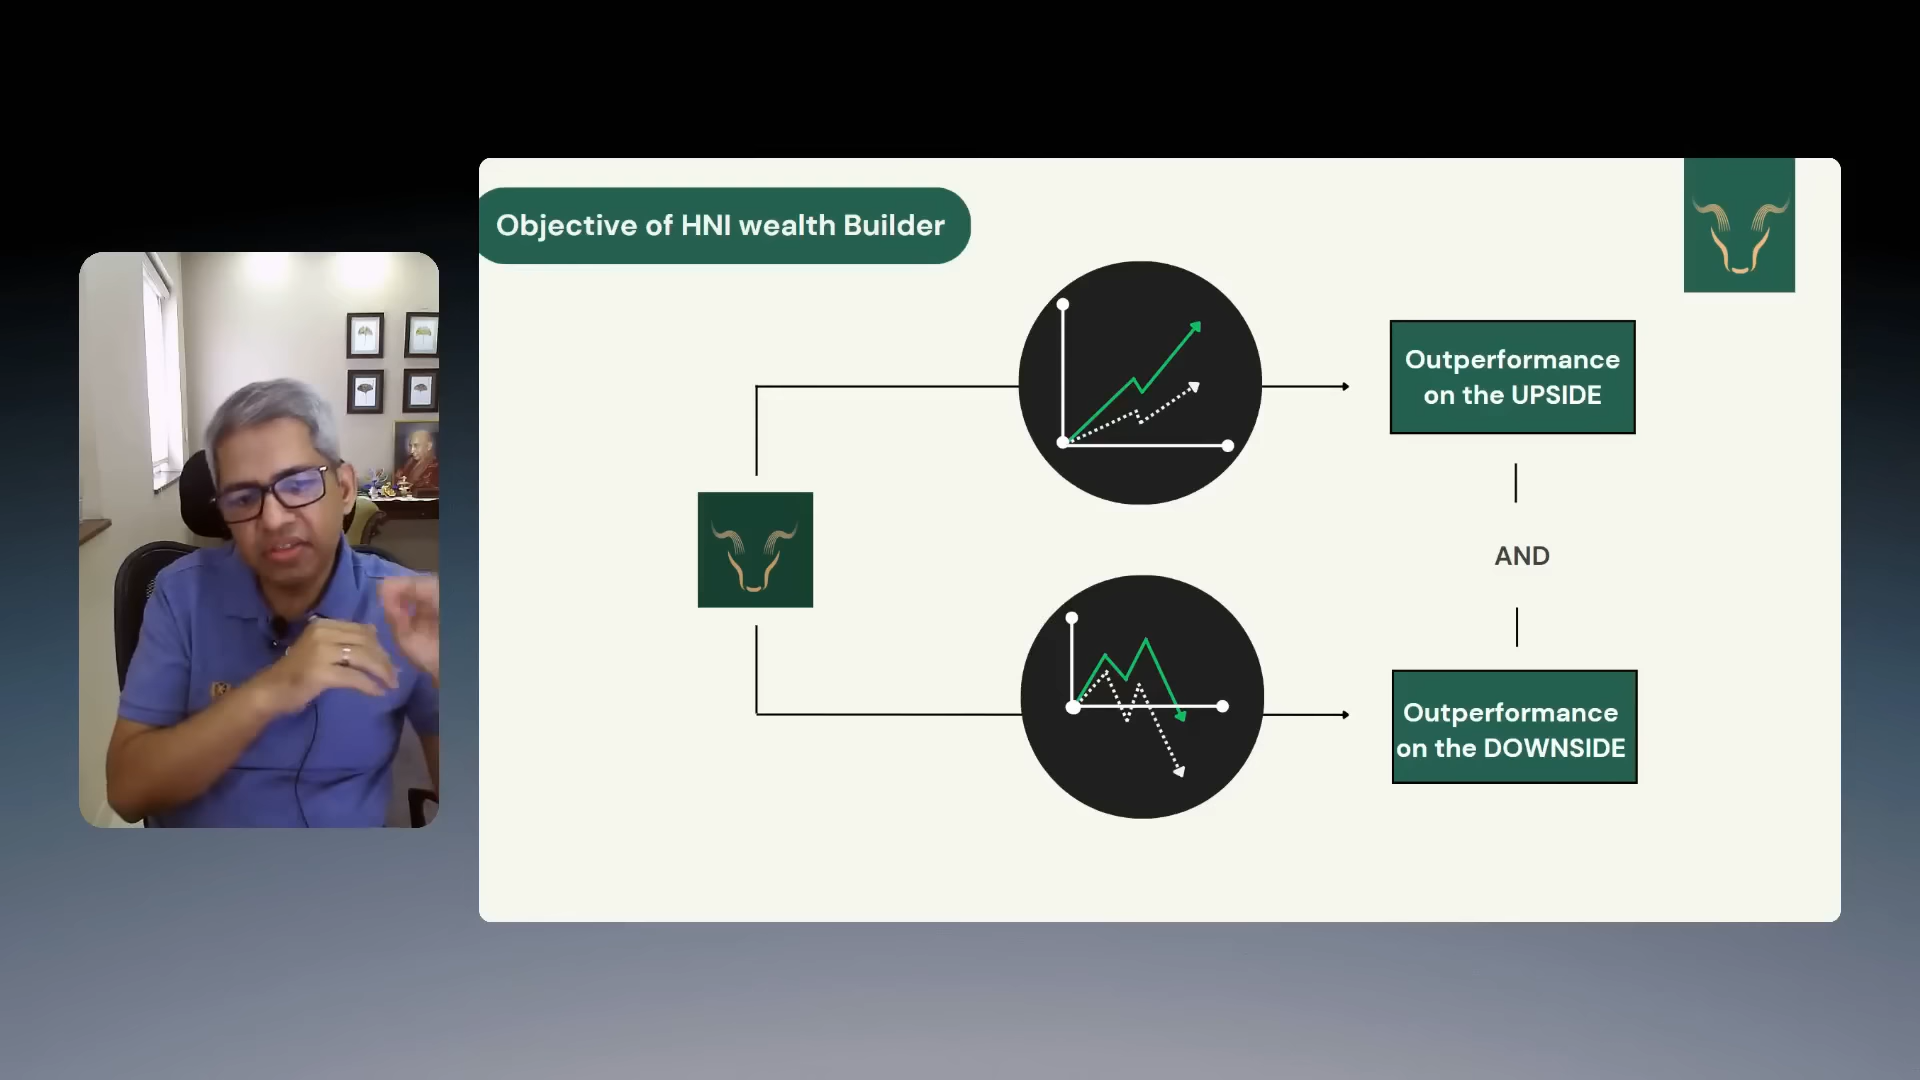 Objective of HNI wealth Builder
Outperformance
on the UPSIDE
AND
Outperformance
on the DOWNSIDE